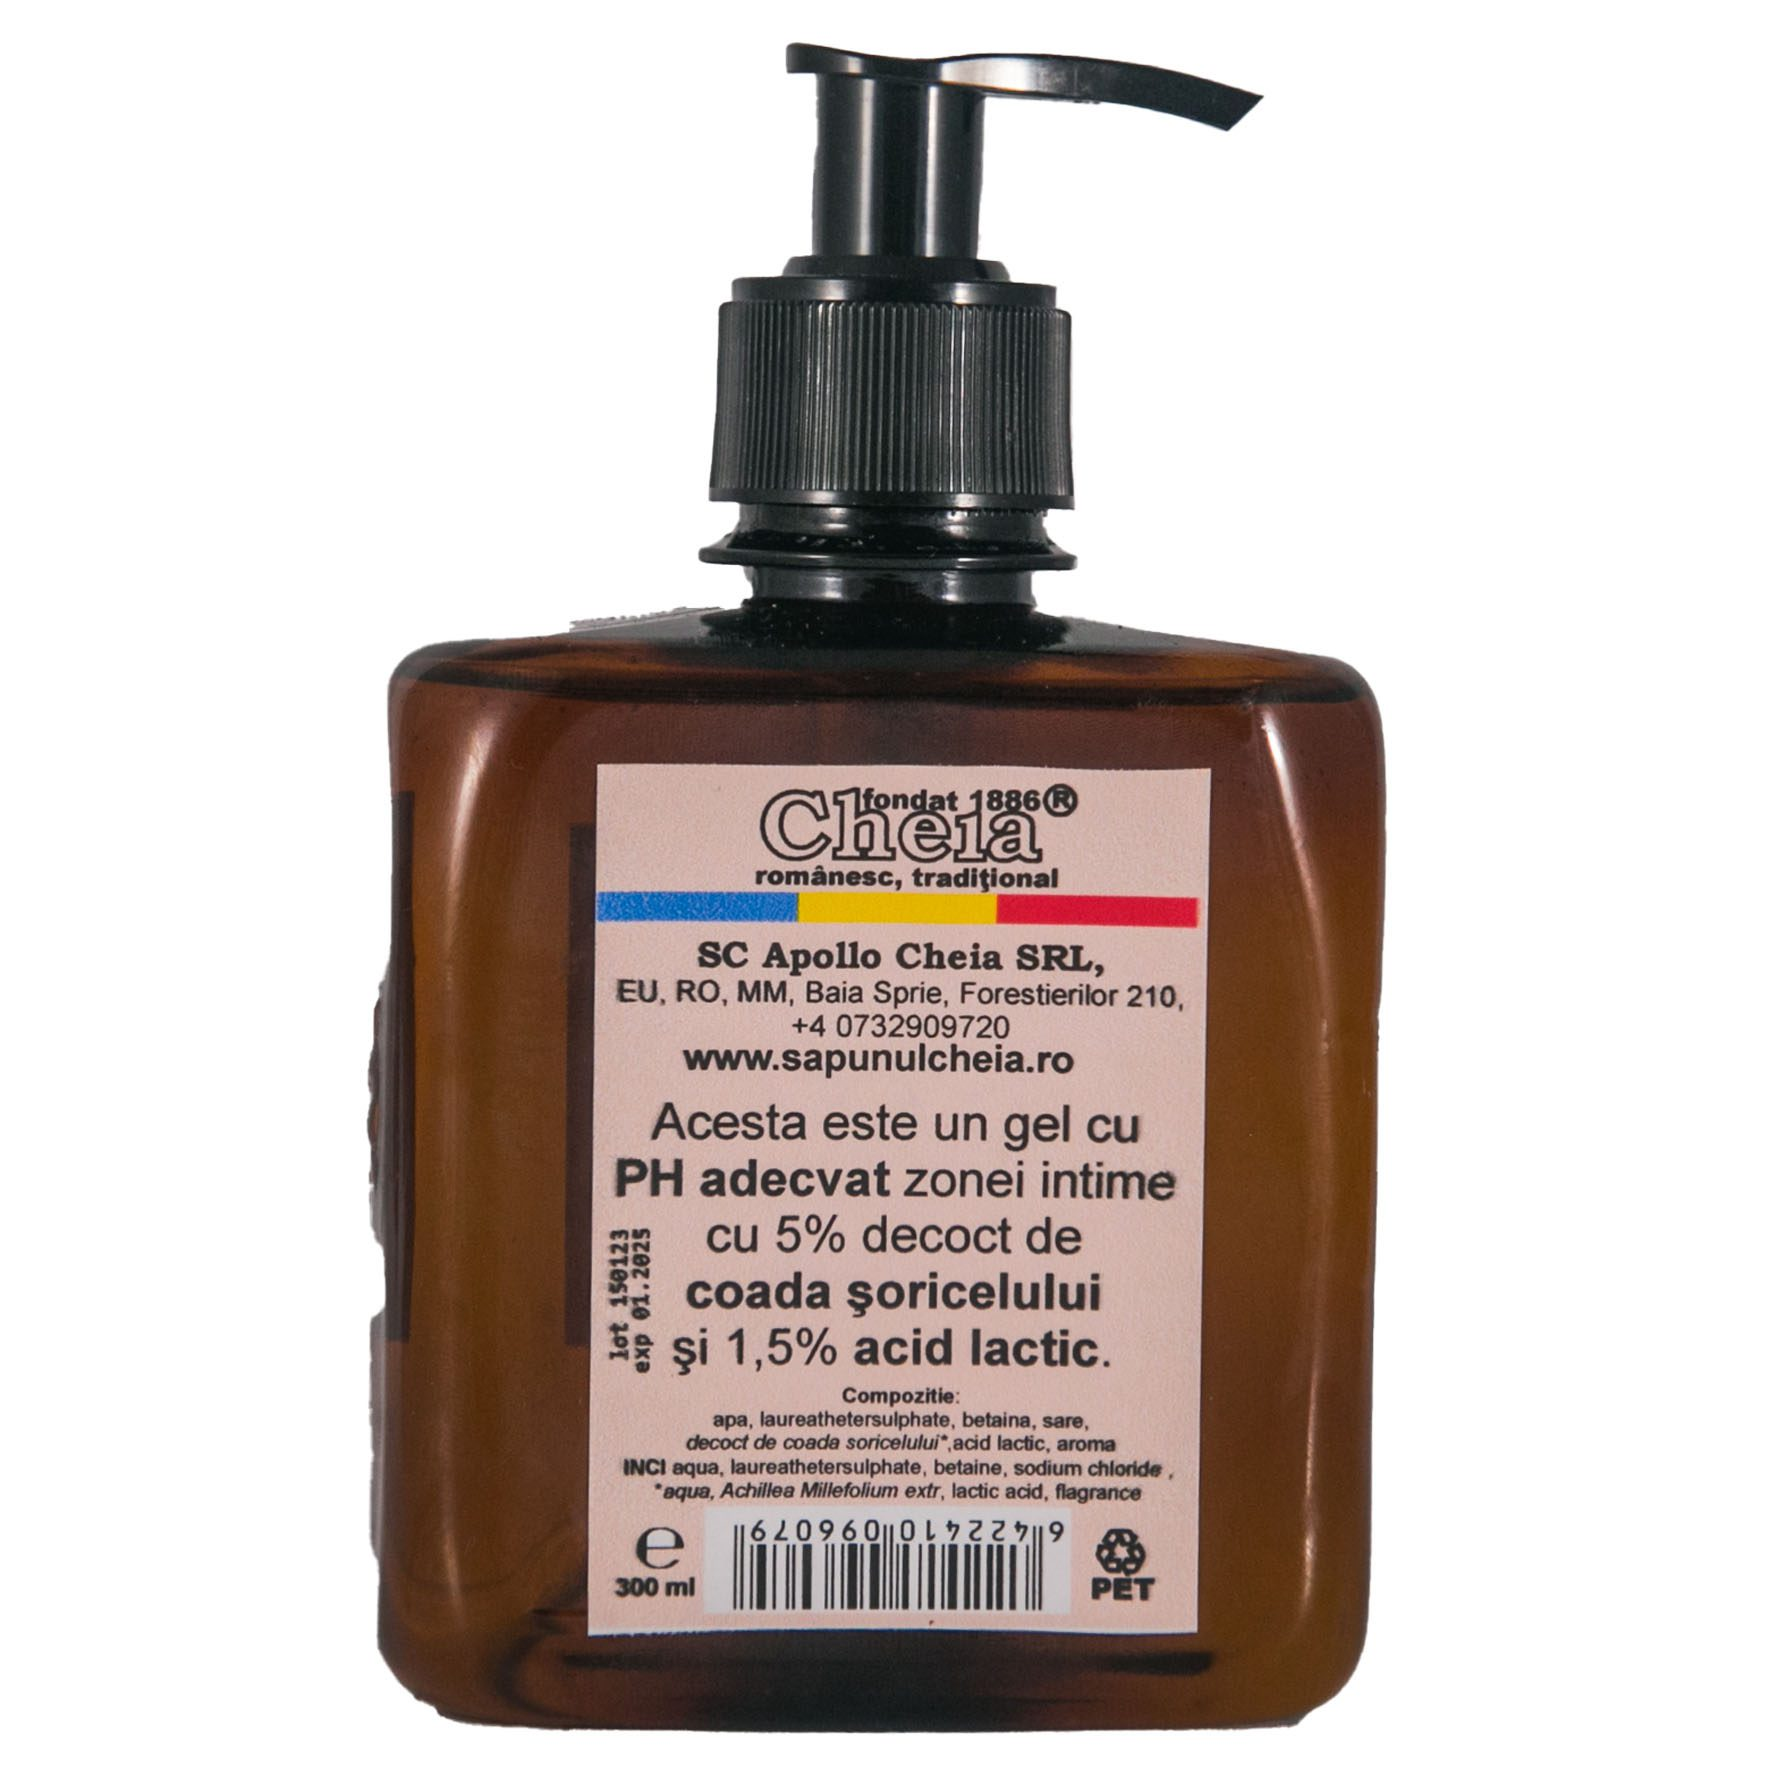 fondat 1886®
Cheia
românesc, tradiţional
SC Apollo Cheia SRL,
EU, RO, MM, Baia Sprie, Forestierilor 210,
+4 0732909720
www.sapunulcheia.ro
Acesta este un gel cu
PH adecvat zonei intime
cu 5% decoct de
coada şoricelului
şi 1,5% acid lactic.
lot 150123
exp 01.2025
Compozitie:
apa, laureathetersulphate, betaina, sare,
decoct de coada soricelului*,acid lactic, aroma
INCI aqua, laureathetersulphate, betaine, sodium chloride ,
*aqua, Achillea Millefolium extr, lactic acid, flagrance
e
300 ml
6422410096079
PET